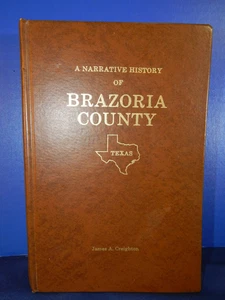 A NARRATIVE HISTORY
OF
BRAZORIA
COUNTY
TEXAS
James A. Creighton